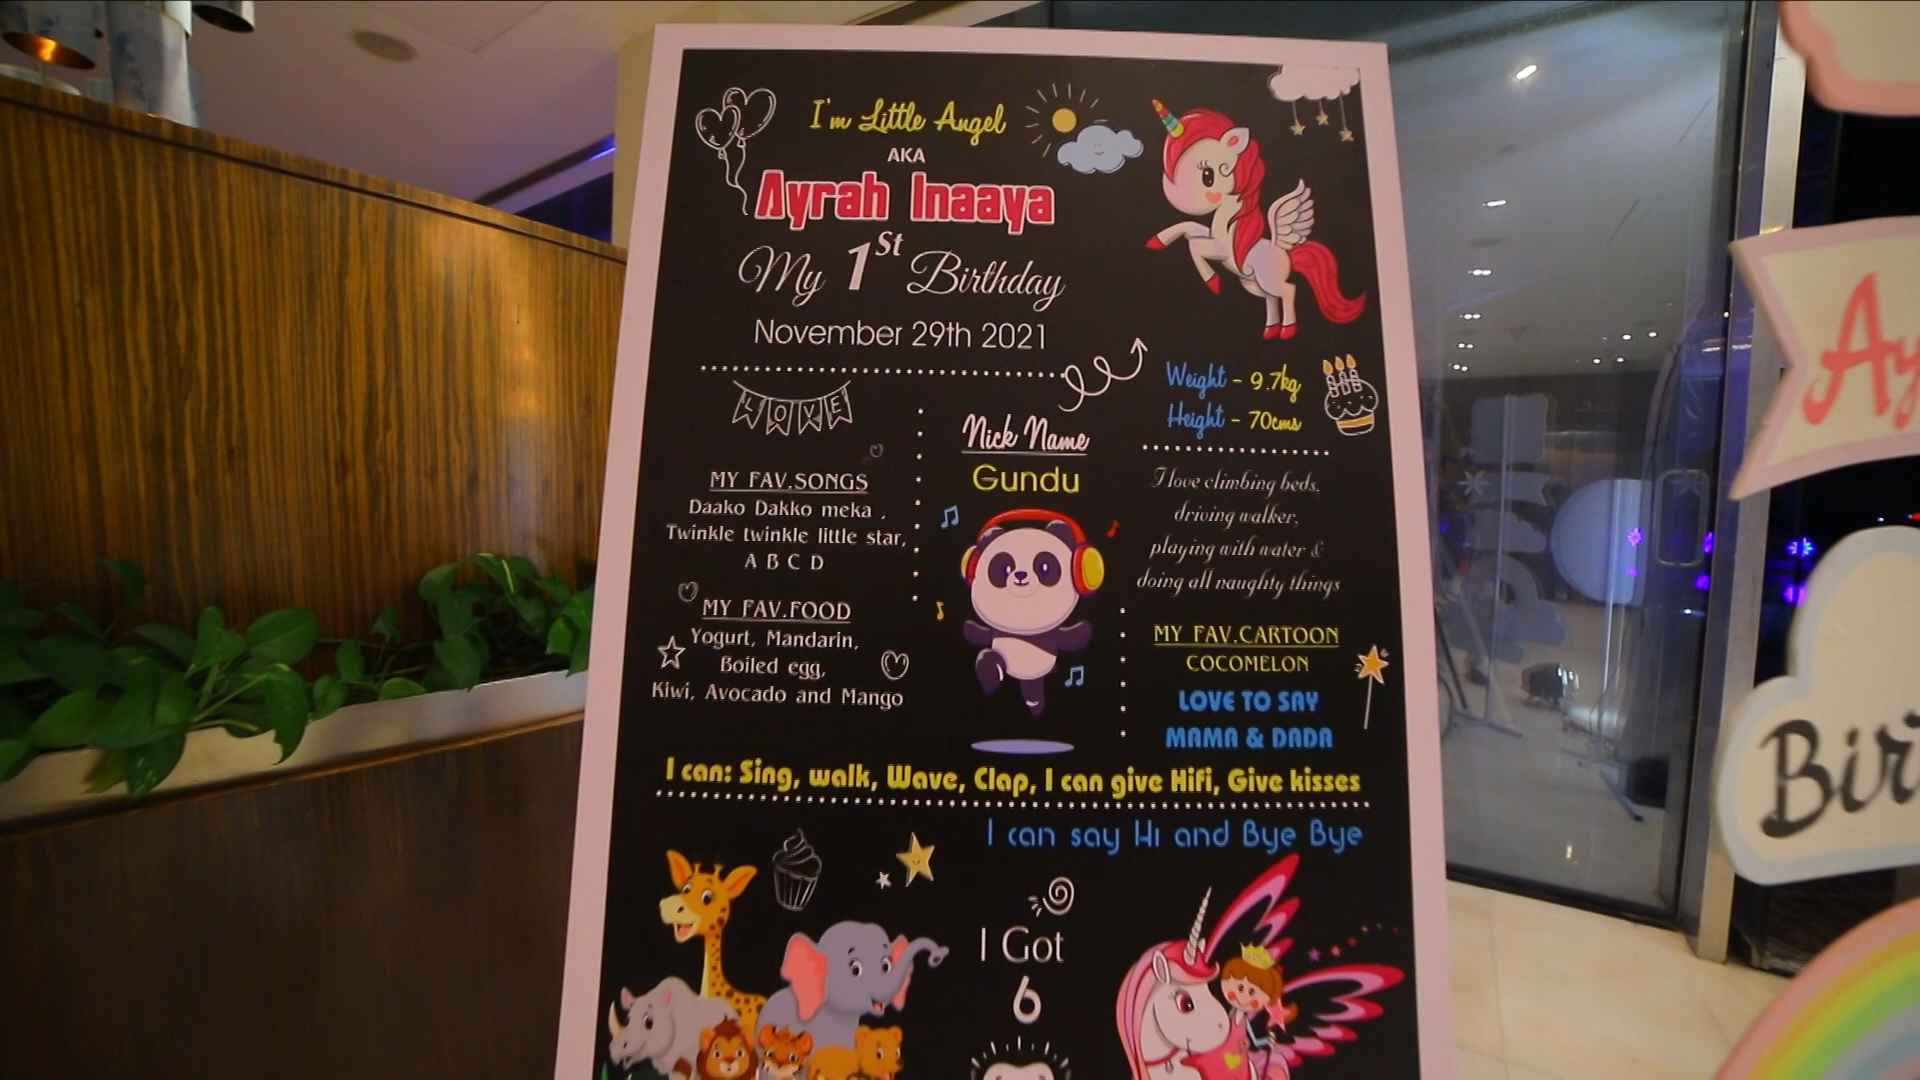 I'm Little Angel
AKA
Ayrah Inaaya
My 1St Birthday
November 29th 2021
Weight - 9.7kg
Height - 70cms
LOVE
Nick Name
Gundu
MY FAV.SONGS
Daako Dakko meka ,
Twinkle twinkle little star,
A B C D
MY FAV.FOOD
Yogurt, Mandarin,
Boiled egg,
Kiwi, Avocado and Mango
I love climbing beds,
driving walker,
playing with water &
doing all naughty things
MY FAV.CARTOON
COCOMELON
LOVE TO SAY
MAMA & DADA
I can: Sing, walk, Wave, Clap, I can give Hifi, Give kisses
I can say Hi and Bye Bye
I Got
6
Ay
Bir